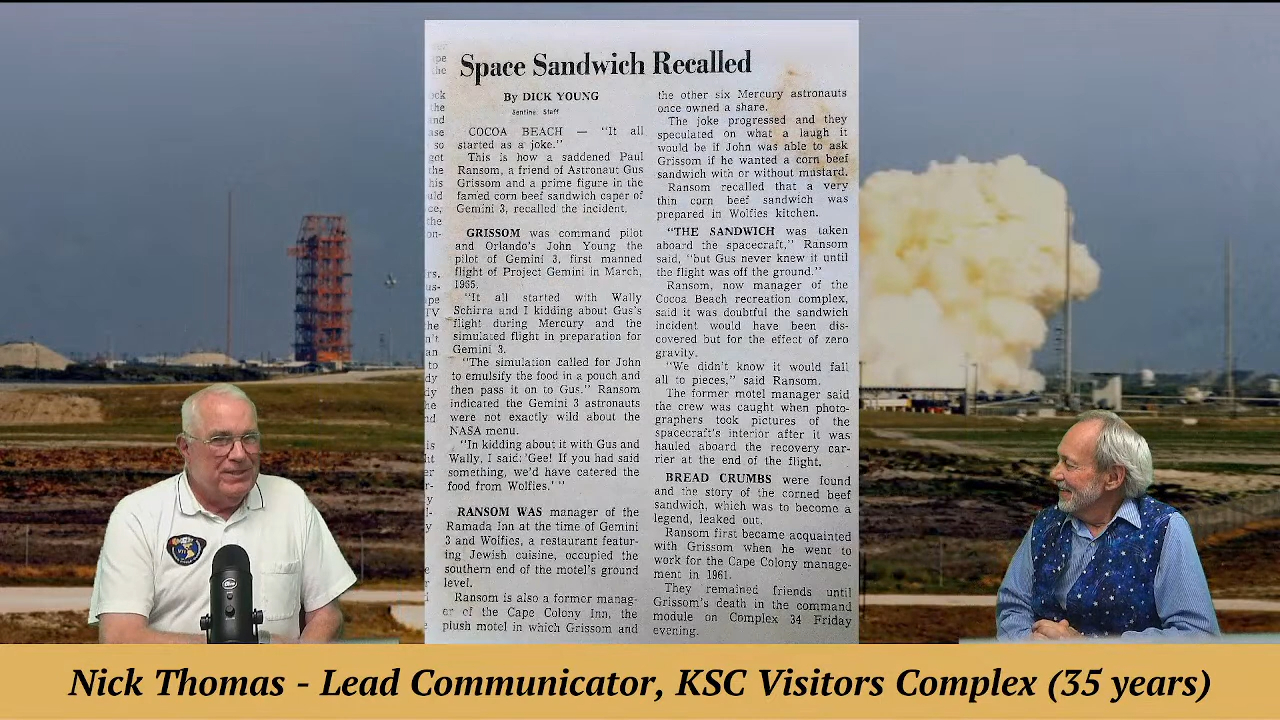 Space Sandwich Recalled
By DICK YOUNG
Sentinel Staff
COCOA BEACH — "It all
started as a joke."
This is how a saddened Paul
Ransom, a friend of Astronaut Gus
Grissom and a prime figure in the
famed corn beef sandwich caper of
Gemini 3, recalled the incident.
GRISSOM was command pilot
and Orlando's John Young the
pilot of Gemini 3, first manned
flight of Project Gemini in March,
1965.
"It all started with Wally
Schirra and I kidding about Gus's
flight during Mercury and the
simulated flight in preparation for
Gemini 3.
"The simulation called for John
to emulsify the food in a pouch and
then pass it on to Gus." Ransom
indicated the Gemini 3 astronauts
were not exactly wild about the
NASA menu.
"In kidding about it with Gus and
Wally, I said: 'Gee! If you had said
something, we'd have catered the
food from Wolfies.' "
RANSOM WAS manager of the
Ramada Inn at the time of Gemini
3 and Wolfies, a restaurant featur-
ing Jewish cuisine, occupied the
southern end of the motel's ground
level.
Ransom is also a former manag-
er of the Cape Colony Inn, the
plush motel in which Grissom and
the other six Mercury astronauts
once owned a share.
The joke progressed and they
speculated on what a laugh it
would be if John was able to ask
Grissom if he wanted a corn beef
sandwich with or without mustard.
Ransom recalled that a very
thin corn beef sandwich was
prepared in Wolfies kitchen.
"THE SANDWICH was taken
aboard the spacecraft," Ransom
said, "but Gus never knew it until
the flight was off the ground."
Ransom, now manager of the
Cocoa Beach recreation complex,
said it was doubtful the sandwich
incident would have been dis-
covered but for the effect of zero
gravity.
"We didn't know it would fall
all to pieces," said Ransom.
The former motel manager said
the crew was caught when photo-
graphers took pictures of the
spacecraft's interior after it was
hauled aboard the recovery car-
rier at the end of the flight.
BREAD CRUMBS were found
and the story of the corned beef
sandwich, which was to become a
legend, leaked out.
Ransom first became acquainted
with Grissom when he went to
work for the Cape Colony manage-
ment in 1961.
They remained friends until
Grissom's death in the command
module on Complex 34 Friday
evening.
Nick Thomas - Lead Communicator, KSC Visitors Complex (35 years)